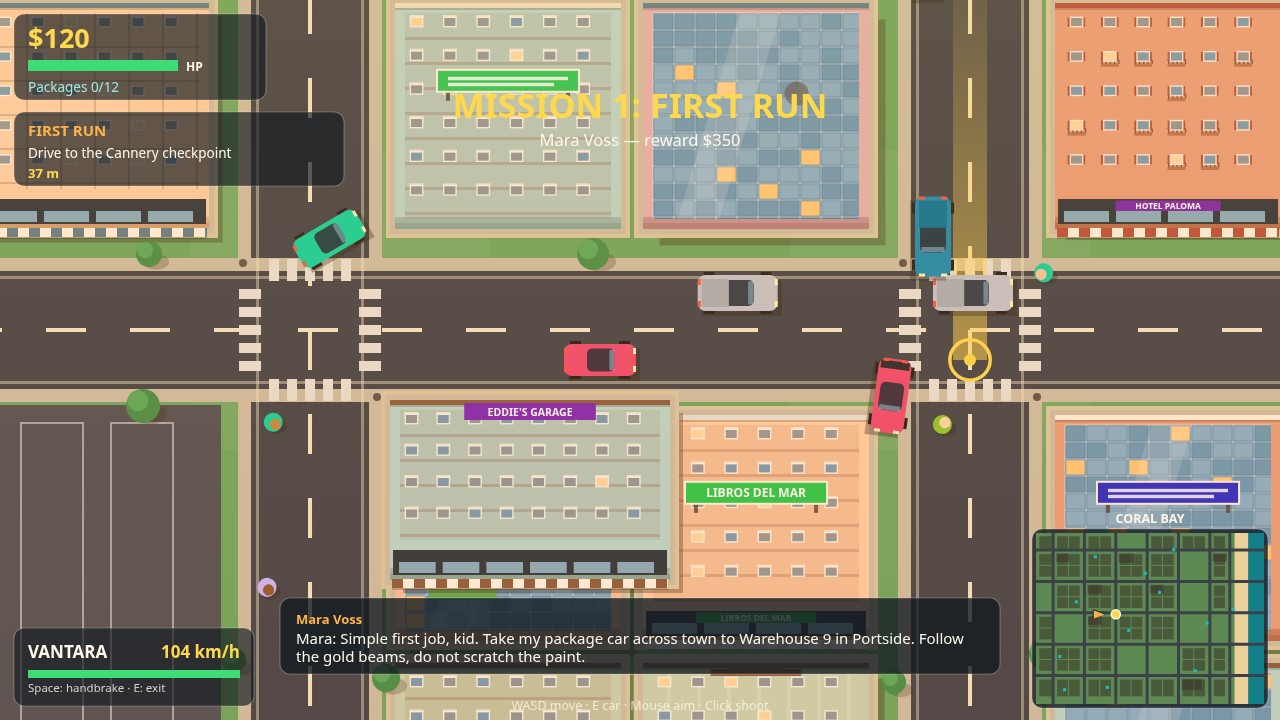 $120
HP
Packages 0/12
FIRST RUN
Drive to the Cannery checkpoint
37 m
MISSION 1: FIRST RUN
Mara Voss — reward $350
HOTEL PALOMA
EDDIE'S GARAGE
LIBROS DEL MAR
CORAL BAY
LIBROS DEL MAR
Mara Voss
Mara: Simple first job, kid. Take my package car across town to Warehouse 9 in Portside. Follow
the gold beams, do not scratch the paint.
VANTARA
104 km/h
Space: handbrake · E: exit
WASD move · E car · Mouse aim · Click shoot